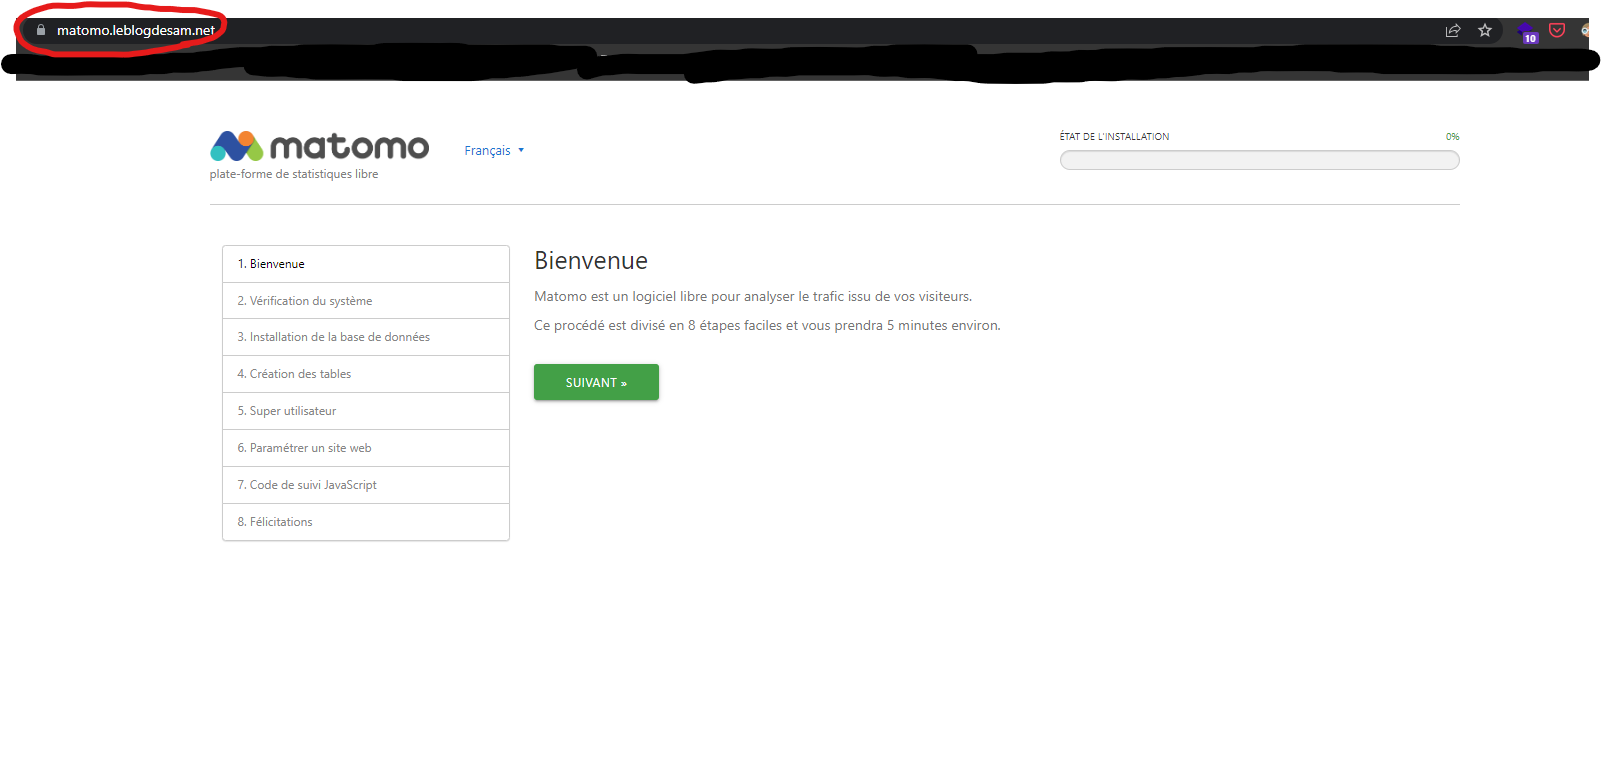 matomo.leblogdesam.net
10
matomo
Français
plate-forme de statistiques libre
ÉTAT DE L'INSTALLATION 0%
1. Bienvenue
2. Vérification du système
3. Installation de la base de données
4. Création des tables
5. Super utilisateur
6. Paramétrer un site web
7. Code de suivi JavaScript
8. Félicitations
Bienvenue
Matomo est un logiciel libre pour analyser le trafic issu de vos visiteurs.
Ce procédé est divisé en 8 étapes faciles et vous prendra 5 minutes environ.
SUIVANT »